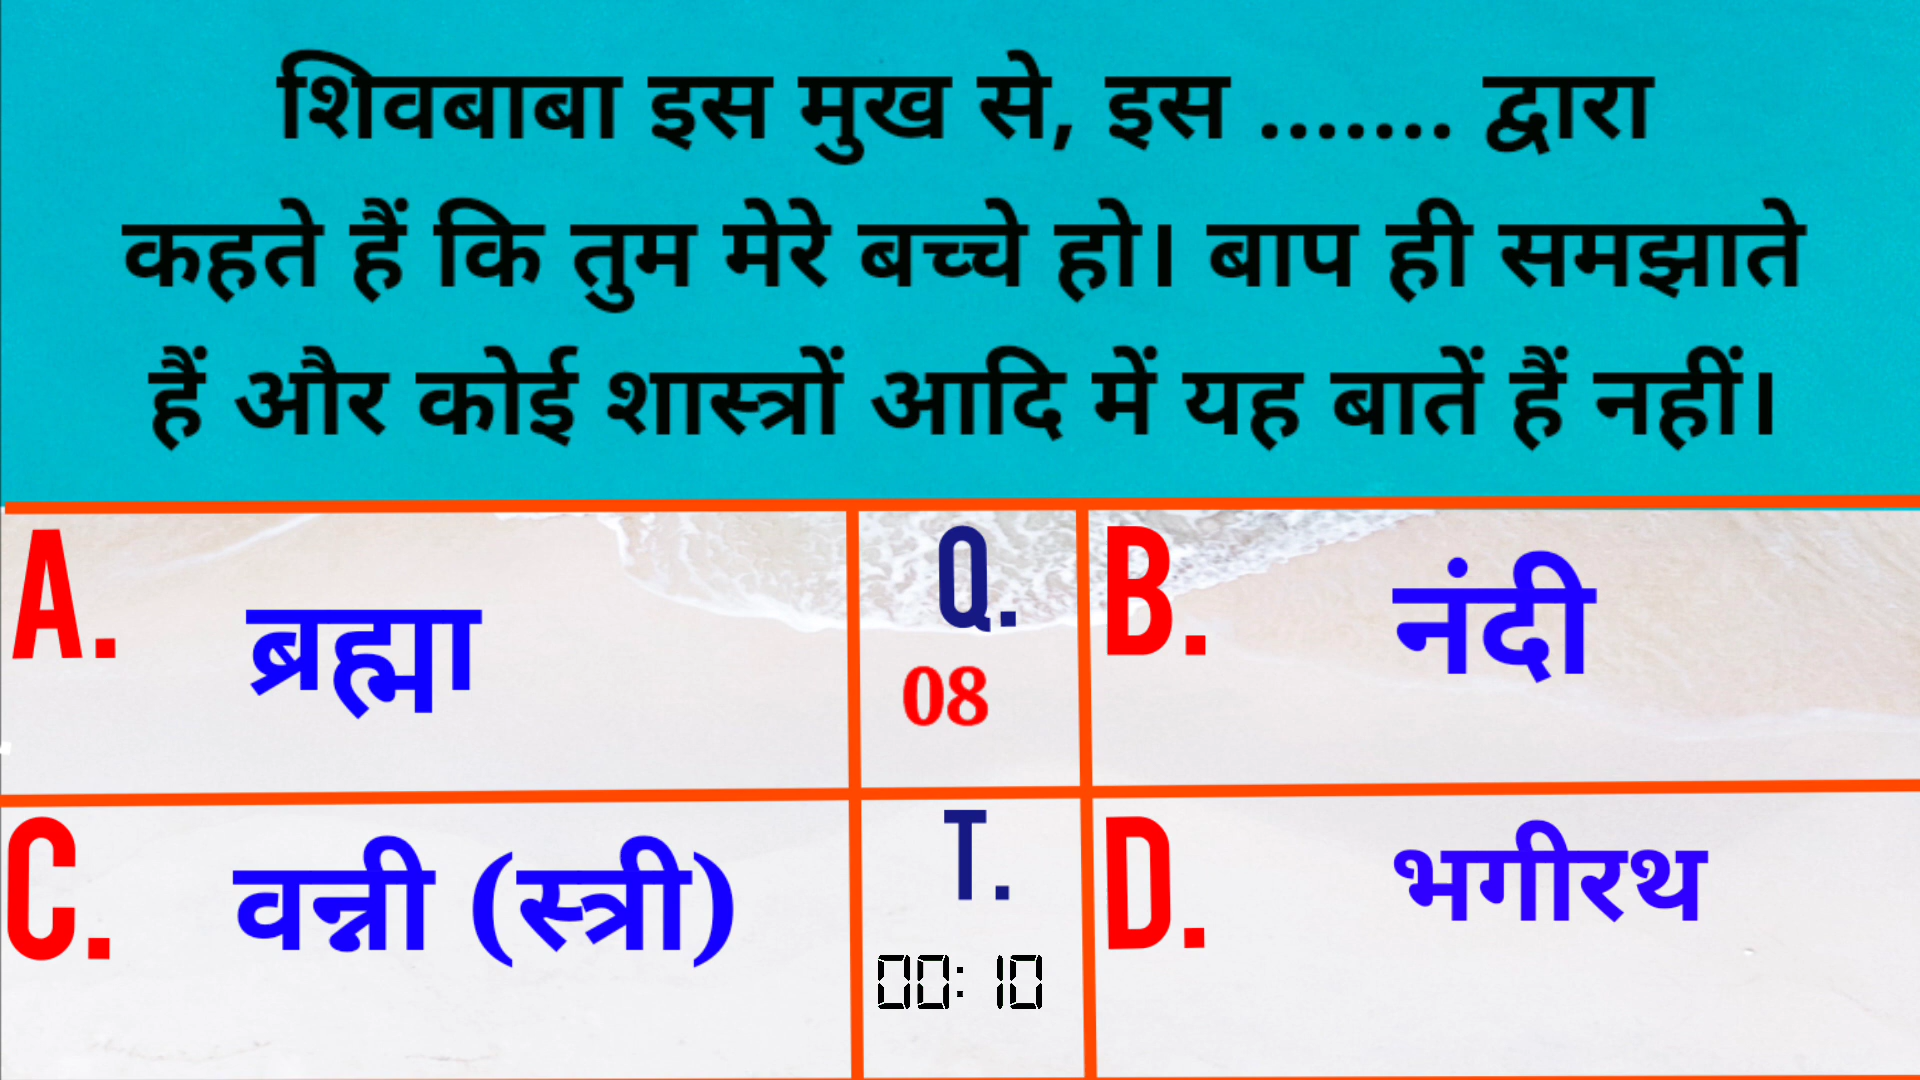 शिवबाबा इस मुख से, इस ....... द्वारा
कहते हैं कि तुम मेरे बच्चे हो। बाप ही समझाते
हैं और कोई शास्त्रों आदि में यह बातें हैं नहीं।
A. ब्रह्मा
Q.
08
B. नंदी
C. वन्नी (स्त्री)
T.
00:10
D. भगीरथ